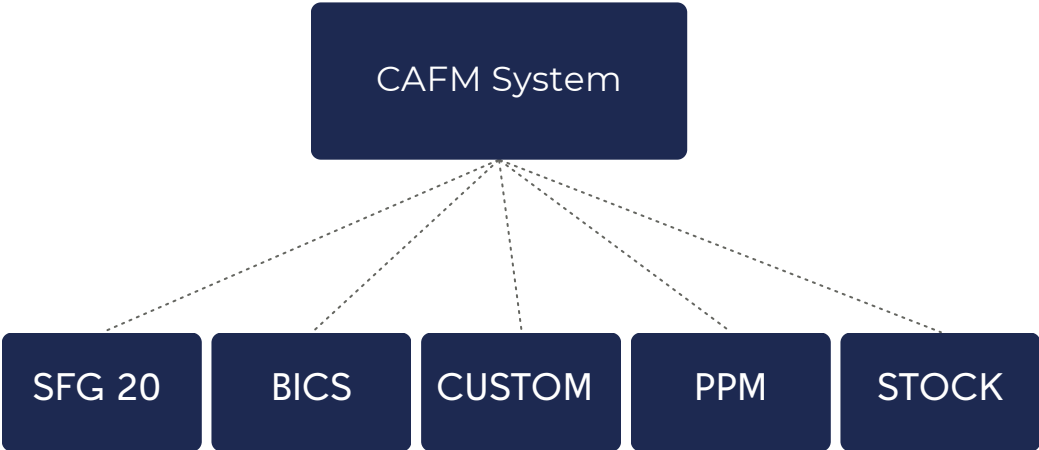 CAFM System
SFG 20
BICS
CUSTOM
PPM
STOCK